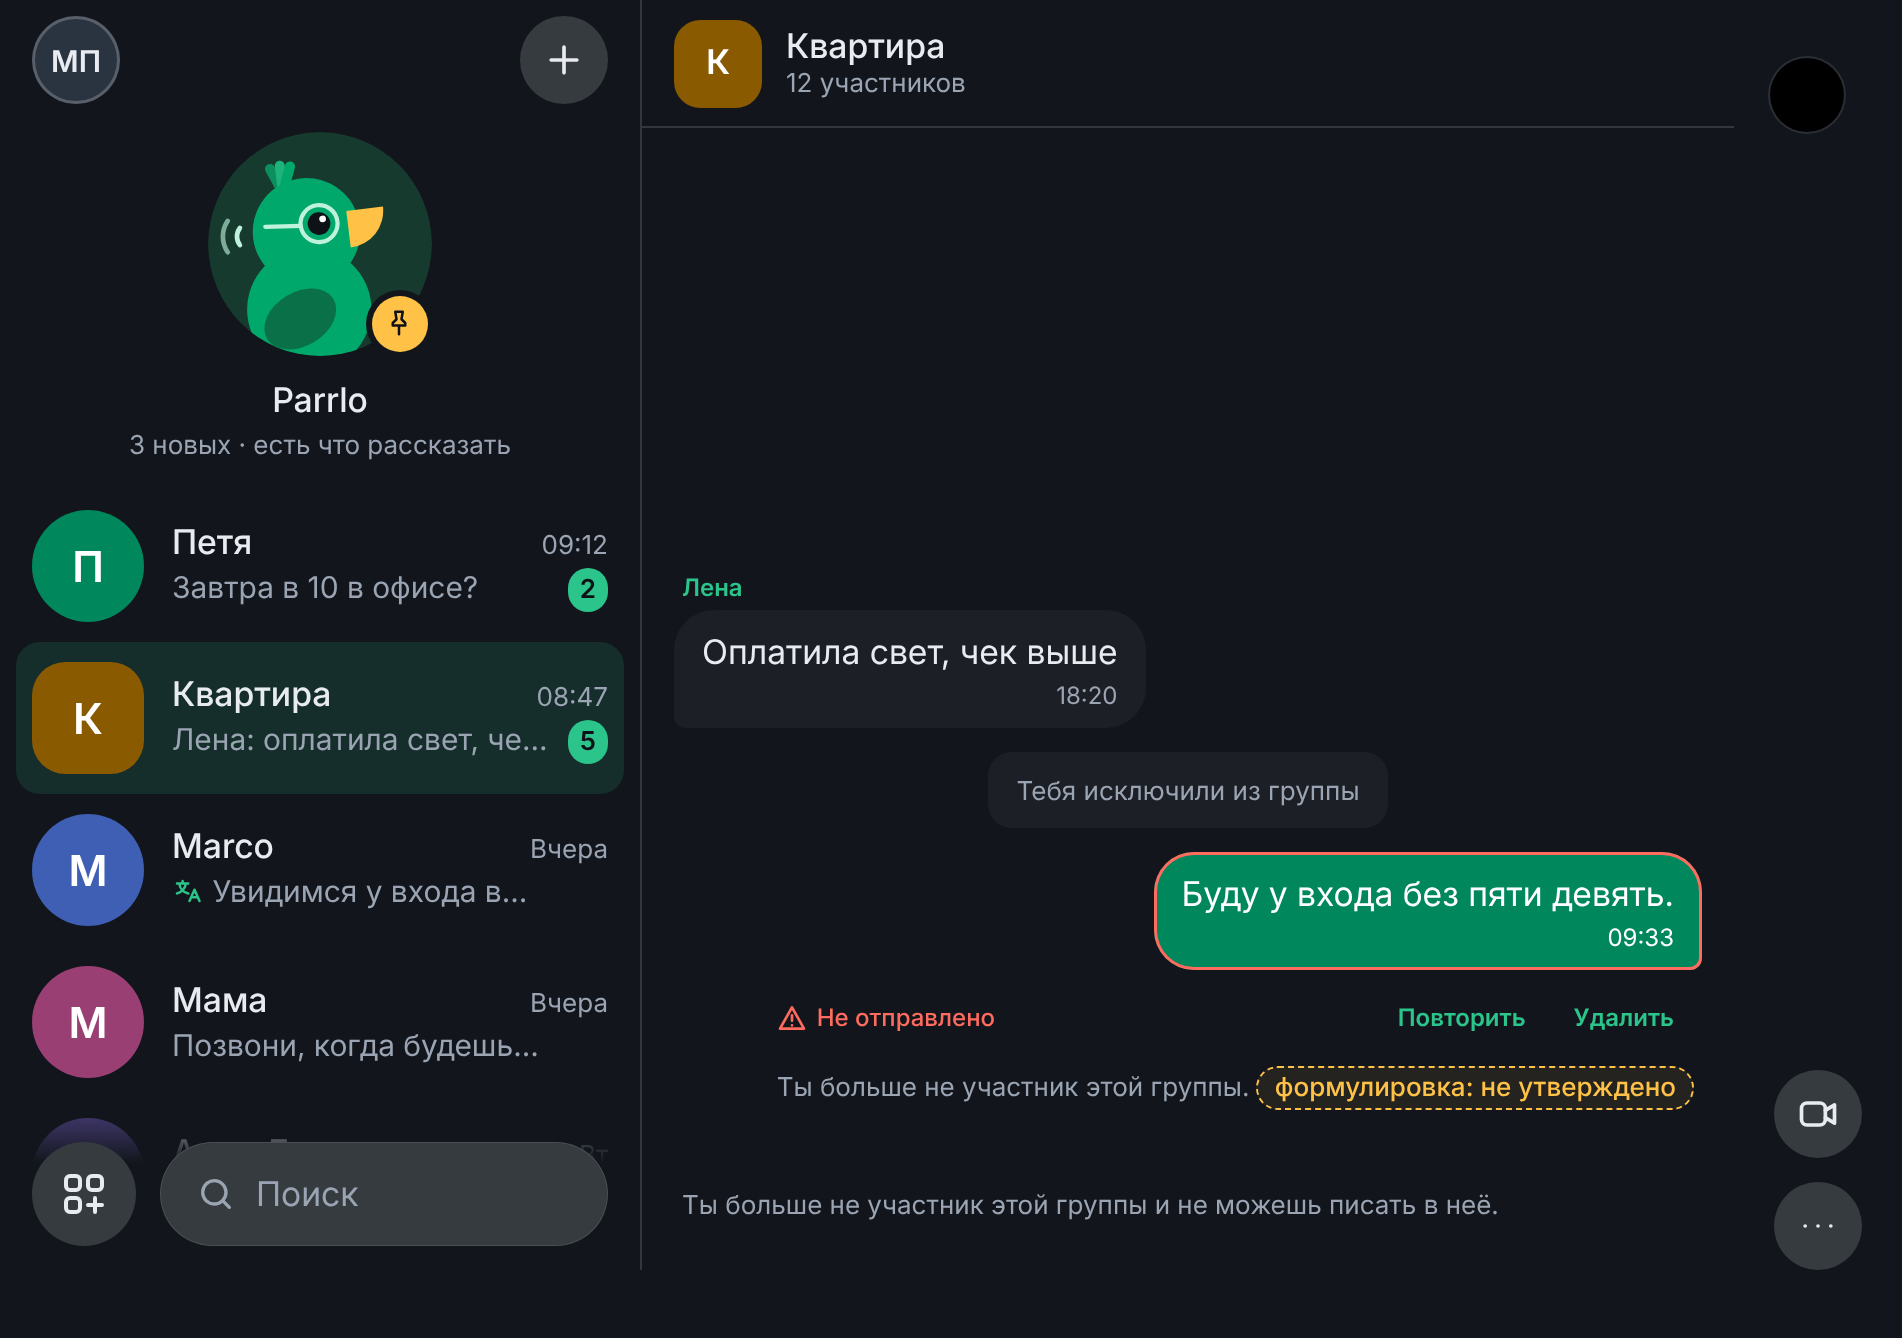 МП
Parrlo
3 новых · есть что рассказать
П
Петя
09:12
Завтра в 10 в офисе?
2
К
Квартира
08:47
Лена: оплатила свет, че...
5
М
Marco
Вчера
Увидимся у входа в...
М
Мама
Вчера
Позвони, когда будешь...
Вт
Поиск
К
Квартира
12 участников
Лена
Оплатила свет, чек выше
18:20
Тебя исключили из группы
Буду у входа без пяти девять.
09:33
Не отправлено
Повторить
Удалить
Ты больше не участник этой группы. формулировка: не утверждено
Ты больше не участник этой группы и не можешь писать в неё.